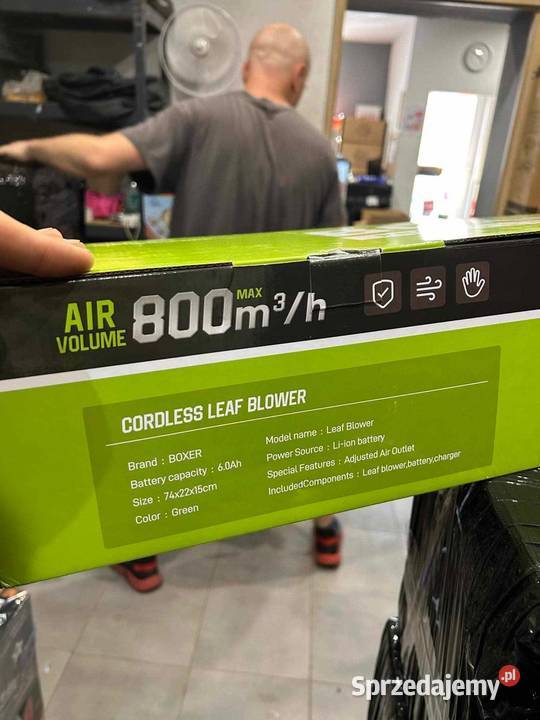 AIR
VOLUME
800m³/h
MAX
CORDLESS LEAF BLOWER
Brand : BOXER
Battery capacity : 6.0Ah
Size : 74x22x15cm
Color : Green
Model name : Leaf Blower
Power Source : Li-ion battery
Special Features : Adjusted Air Outlet
IncludedComponents : Leaf blower,battery,charger
Sprzedajemy.pl